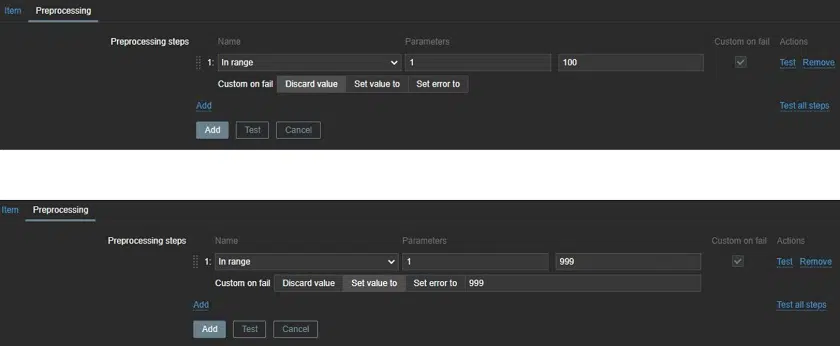 Item Preprocessing
Preprocessing steps Name Parameters Custom on fail Actions
1: In range 1 100 Test Remove
Custom on fail Discard value Set value to Set error to
Add Test all steps
Add Test Cancel
Item Preprocessing
Preprocessing steps Name Parameters Custom on fail Actions
1: In range 1 999 Test Remove
Custom on fail Discard value Set value to Set error to 999
Add Test all steps
Add Test Cancel